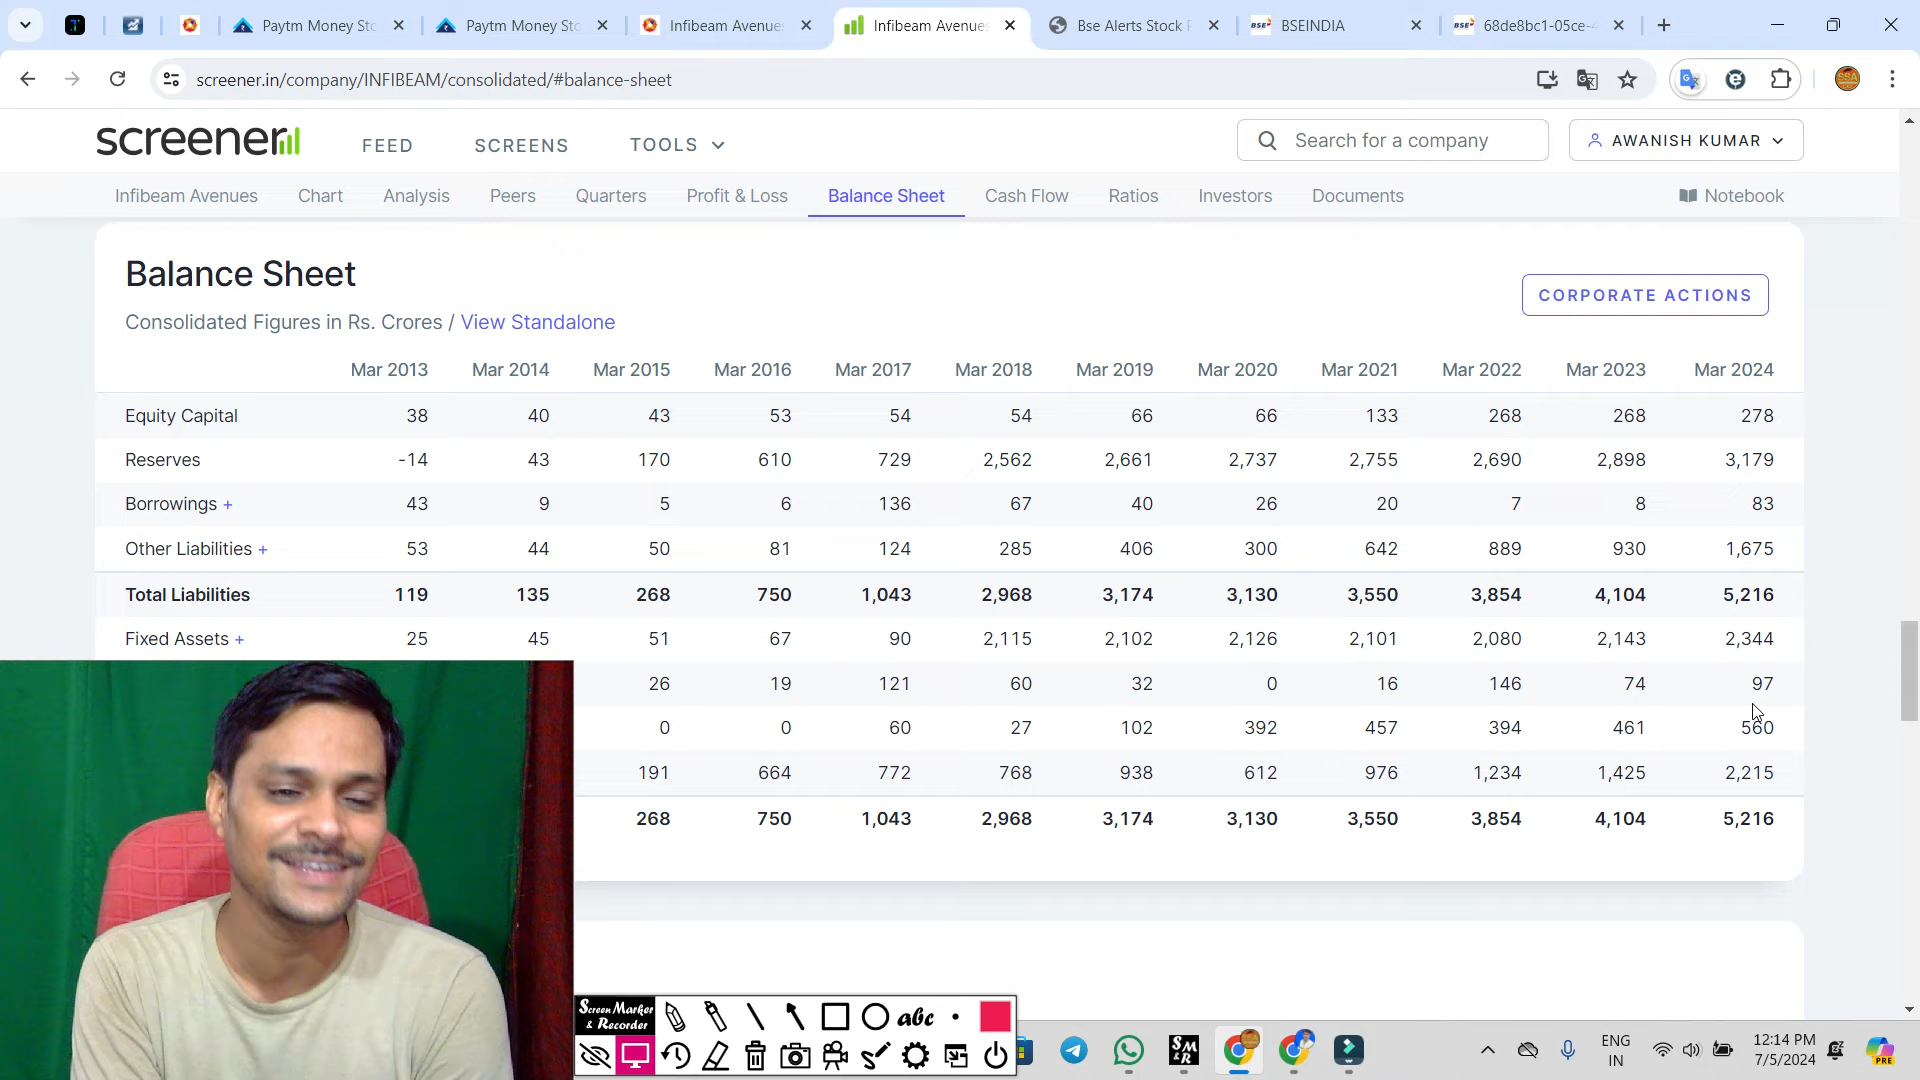 Paytm Money Sto
Paytm Money Sto
Infibeam Avenues
Infibeam Avenues
Bse Alerts Stock P
BSE BSEINDIA
BSE 68de8bc1-05ce-4
screener.in/company/INFIBEAM/consolidated/#balance-sheet
screener
FEED
SCREENS
TOOLS
Search for a company
AWANISH KUMAR
Infibeam Avenues
Chart
Analysis
Peers
Quarters
Profit & Loss
Balance Sheet
Cash Flow
Ratios
Investors
Documents
Notebook
Balance Sheet
CORPORATE ACTIONS
Consolidated Figures in Rs. Crores / View Standalone
Mar 2013 Mar 2014 Mar 2015 Mar 2016 Mar 2017 Mar 2018 Mar 2019 Mar 2020 Mar 2021 Mar 2022 Mar 2023 Mar 2024
Equity Capital 38 40 43 53 54 54 66 66 133 268 268 278
Reserves -14 43 170 610 729 2,562 2,661 2,737 2,755 2,690 2,898 3,179
Borrowings + 43 9 5 6 136 67 40 26 20 7 8 83
Other Liabilities + 53 44 50 81 124 285 406 300 642 889 930 1,675
Total Liabilities 119 135 268 750 1,043 2,968 3,174 3,130 3,550 3,854 4,104 5,216
Fixed Assets + 25 45 51 67 90 2,115 2,102 2,126 2,101 2,080 2,143 2,344
26 19 121 60 32 0 16 146 74 97
0 0 60 27 102 392 457 394 461 560
191 664 772 768 938 612 976 1,234 1,425 2,215
268 750 1,043 2,968 3,174 3,130 3,550 3,854 4,104 5,216
Screen Marker
& Recorder
abc
SM
&R
ENG
IN
12:14 PM
7/5/2024
PRE